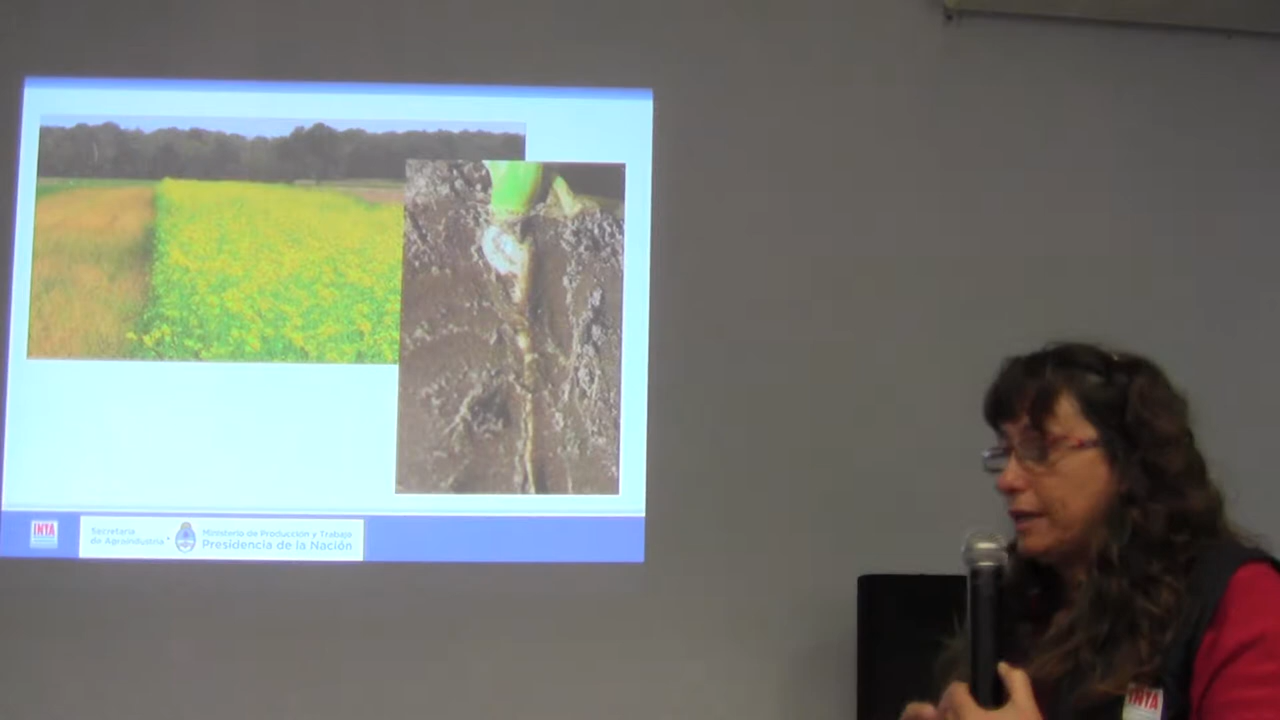 INTA
Secretaría
de Agroindustria
Ministerio de Producción y Trabajo
Presidencia de la Nación
INTA